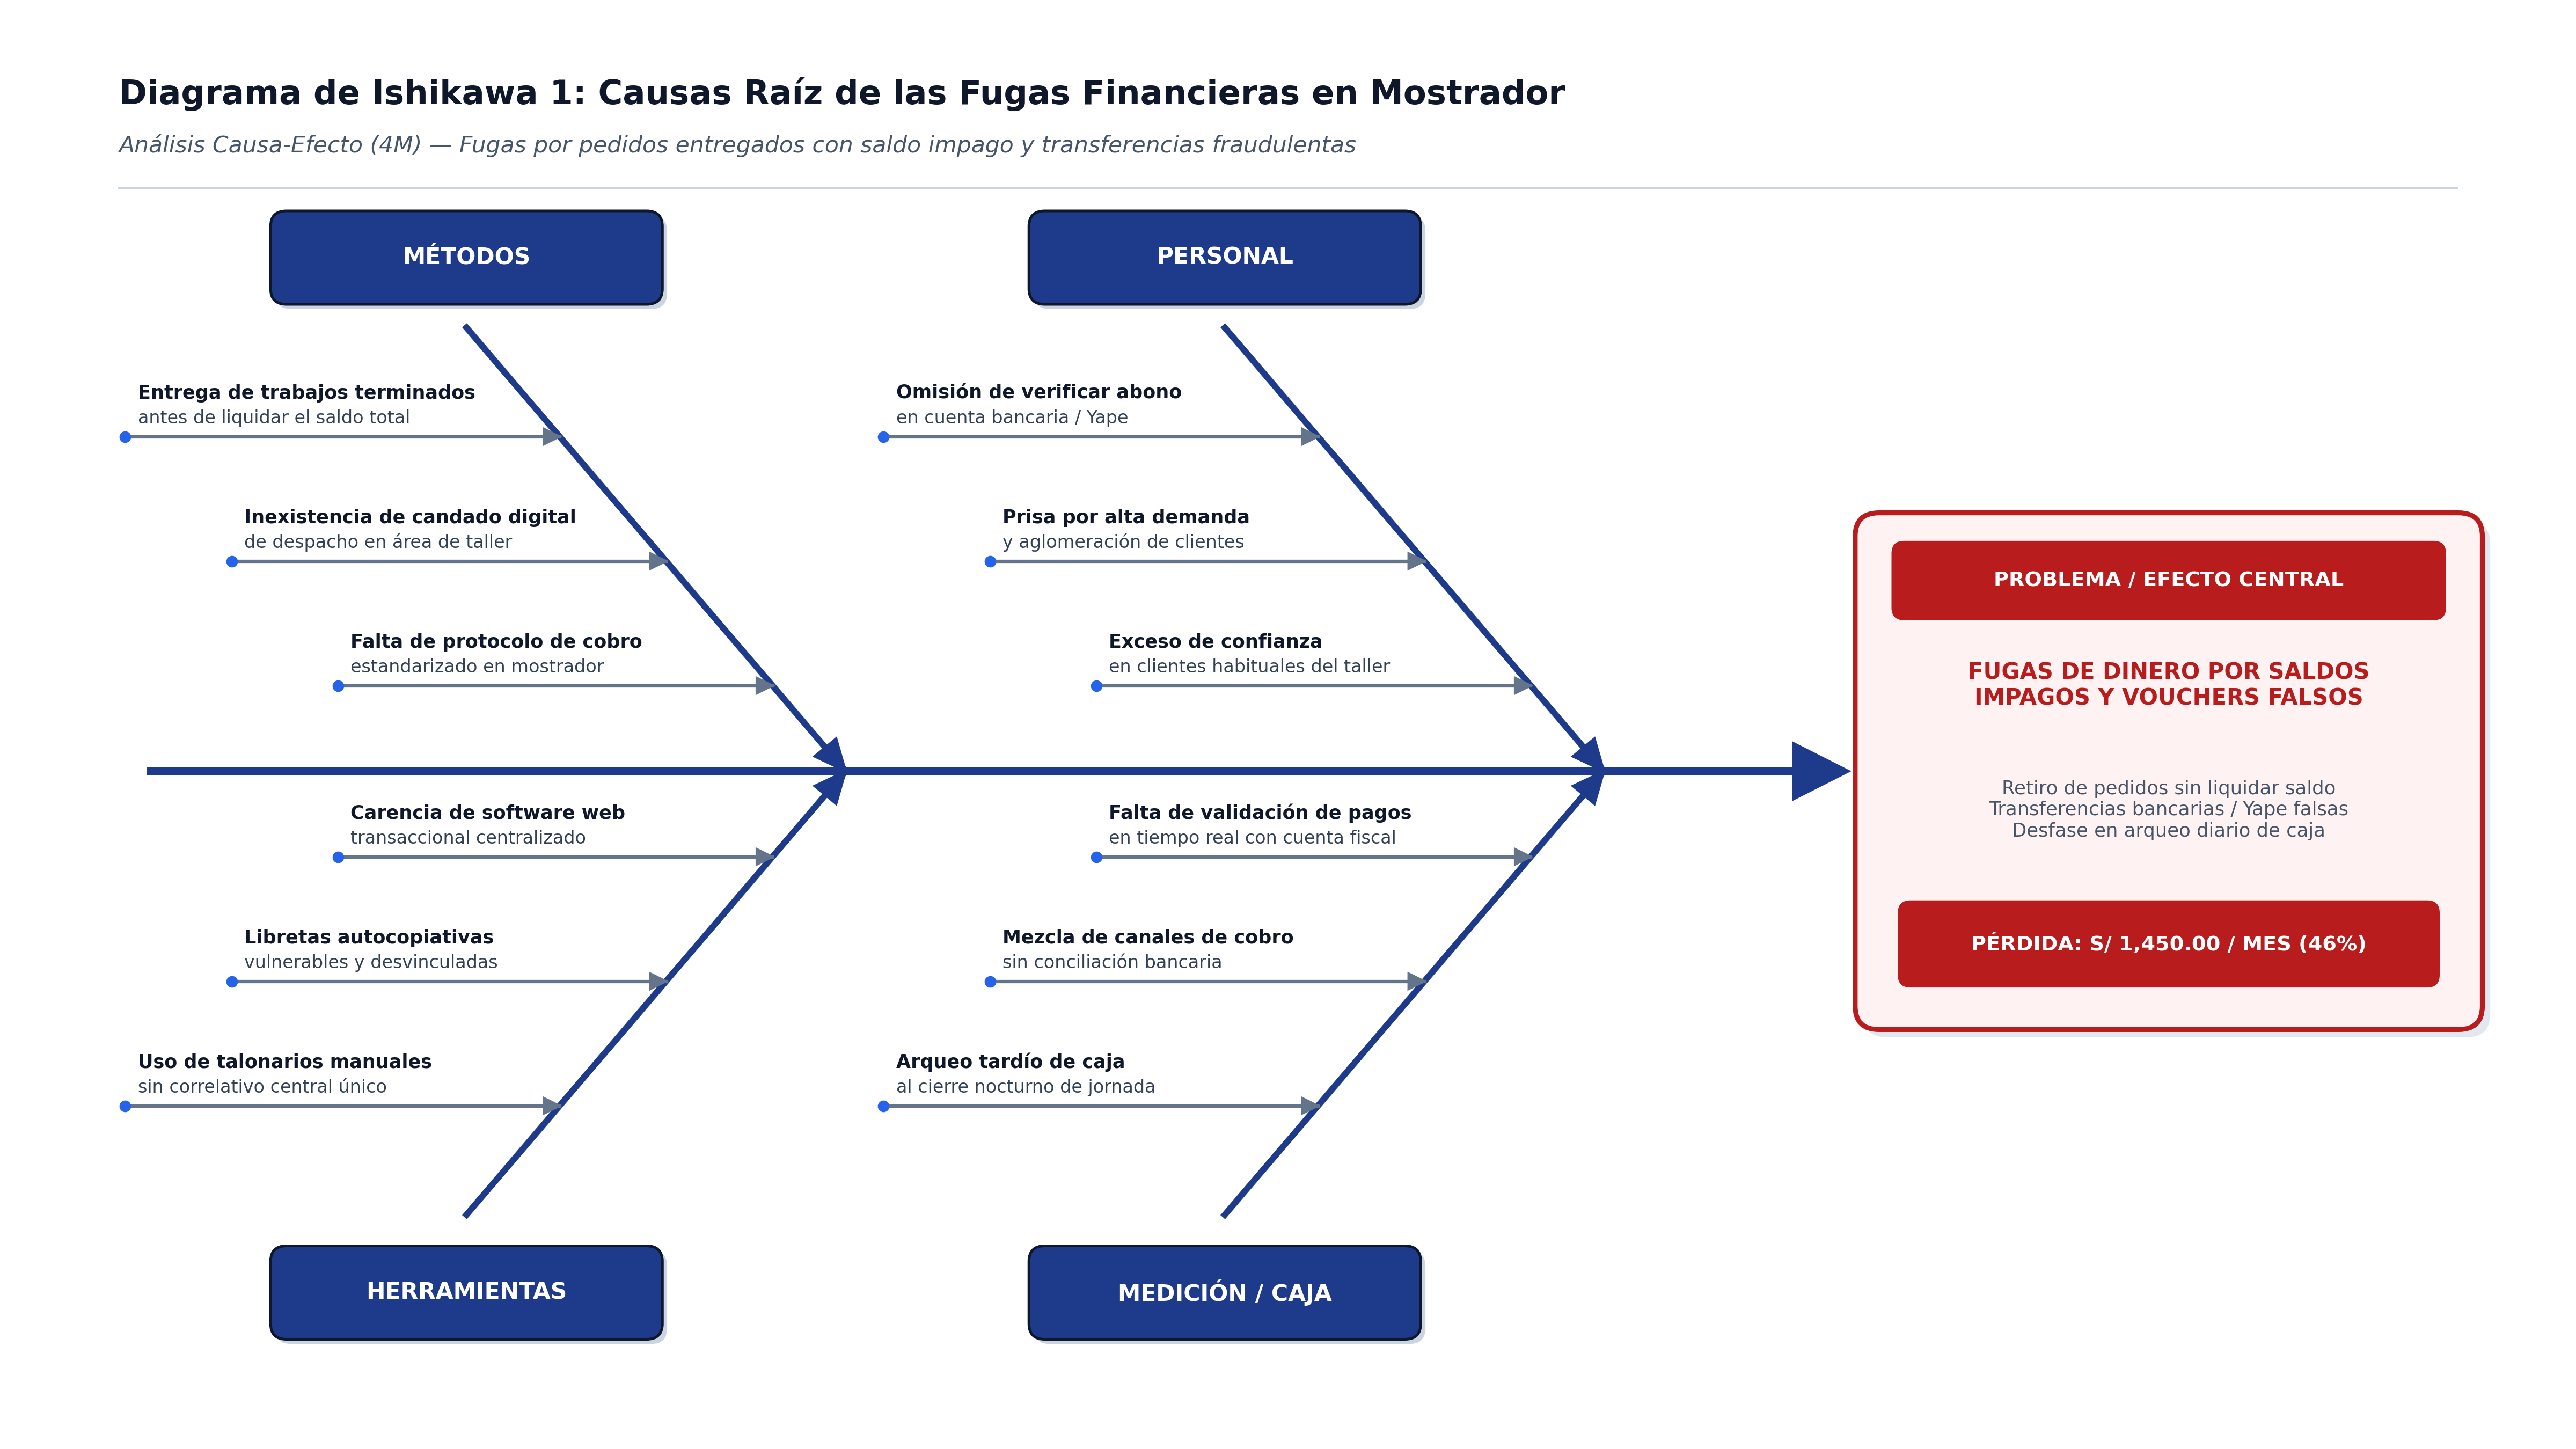 Diagrama de Ishikawa 1: Causas Raíz de las Fugas Financieras en Mostrador
Análisis Causa-Efecto (4M) — Fugas por pedidos entregados con saldo impago y transferencias fraudulentas
MÉTODOS
Entrega de trabajos terminados
antes de liquidar el saldo total
Inexistencia de candado digital
de despacho en área de taller
Falta de protocolo de cobro
estandarizado en mostrador
PERSONAL
Omisión de verificar abono
en cuenta bancaria / Yape
Prisa por alta demanda
y aglomeración de clientes
Exceso de confianza
en clientes habituales del taller
Carencia de software web
transaccional centralizado
Libretas autocopiativas
vulnerables y desvinculadas
Uso de talonarios manuales
sin correlativo central único
HERRAMIENTAS
Falta de validación de pagos
en tiempo real con cuenta fiscal
Mezcla de canales de cobro
sin conciliación bancaria
Arqueo tardío de caja
al cierre nocturno de jornada
MEDICIÓN / CAJA
PROBLEMA / EFECTO CENTRAL
FUGAS DE DINERO POR SALDOS
IMPAGOS Y VOUCHERS FALSOS
Retiro de pedidos sin liquidar saldo
Transferencias bancarias / Yape falsas
Desfase en arqueo diario de caja
PÉRDIDA: S/ 1,450.00 / MES (46%)